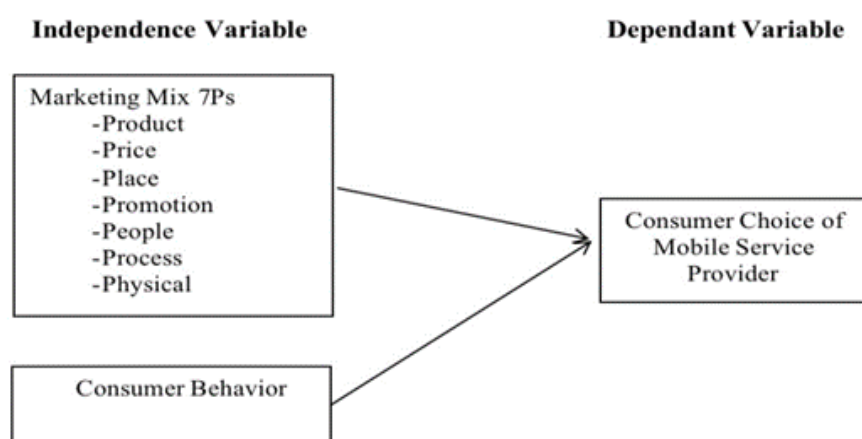 Independence Variable
Dependant Variable
Marketing Mix 7Ps
-Product
-Price
-Place
-Promotion
-People
-Process
-Physical
Consumer Choice of
Mobile Service
Provider
Consumer Behavior